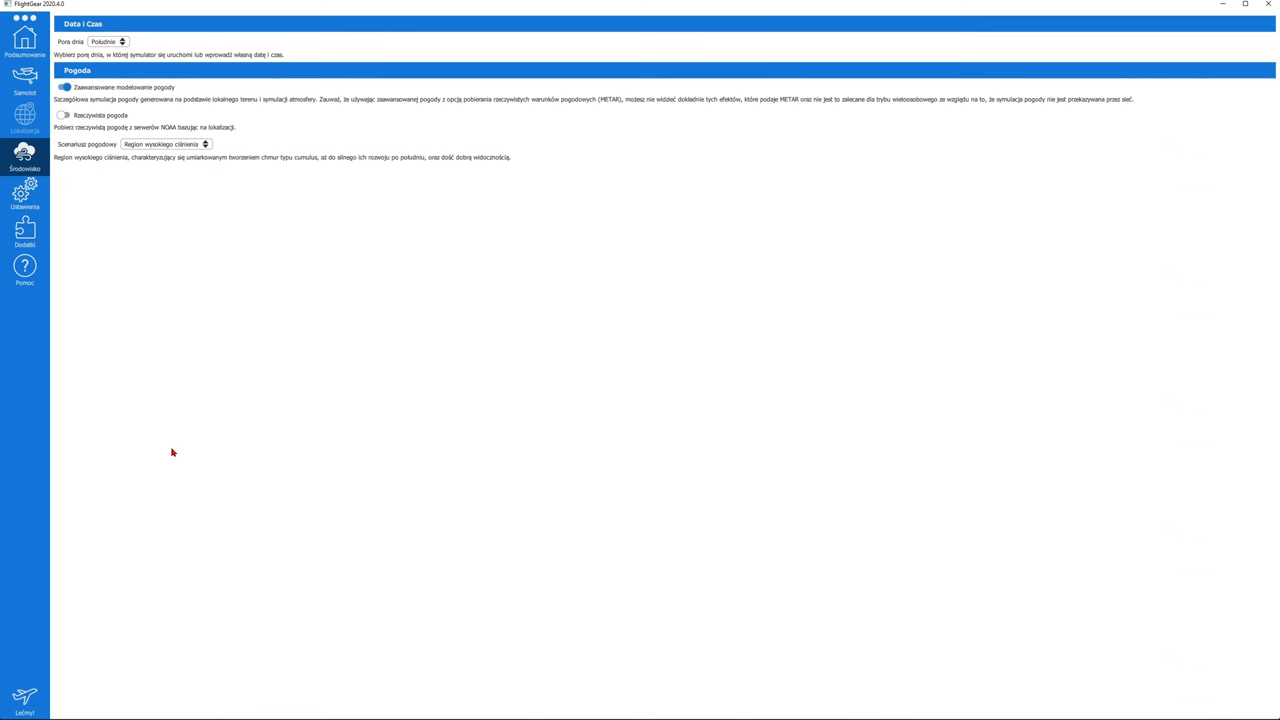 FlightGear 2020.4.0
Podsumowanie
Samolot
Lokalizacja
Środowisko
Ustawienia
Dodatki
Pomoc
Lećmy!
Data i Czas
Pora dnia Południe
Wybierz porę dnia, w której symulator się uruchomi lub wprowadź własną datę i czas.
Pogoda
Zaawansowane modelowanie pogody
Szczegółowa symulacja pogody generowana na podstawie lokalnego terenu i symulacji atmosfery. Zauważ, że używając zaawansowanej pogody z opcją pobierania rzeczywistych warunków pogodowych (METAR), możesz nie widzieć dokładnie tych efektów, które podaje METAR oraz nie jest to zalecane dla trybu wieloosobowego ze względu na to, że symulacja pogody nie jest przekazywana przez sieć.
Rzeczywista pogoda
Pobierz rzeczywistą pogodę z serwerów NOAA bazując na lokalizacji.
Scenariusz pogodowy Region wysokiego ciśnienia
Region wysokiego ciśnienia, charakteryzujący się umiarkowanym tworzeniem chmur typu cumulus, aż do silnego ich rozwoju po południu, oraz dość dobrą widocznością.